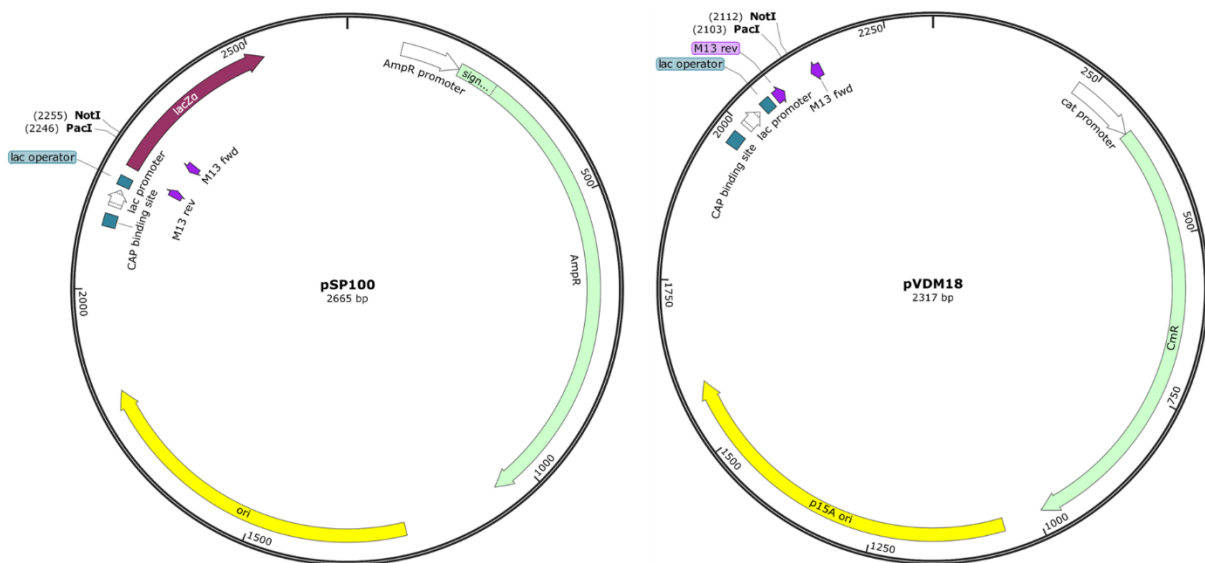 2500
(2255) NotI
(2246) PacI
lacZα
AmpR promoter
sign...
lac operator
lac promoter
CAP binding site
M13 fwd
M13 rev
500
AmpR
pSP100
2665 bp
2000
ori
1500
1000
(2112) NotI
(2103) PacI
M13 rev
lac operator
2250
M13 fwd
2000
lac promoter
CAP binding site
250
cat promoter
500
1750
pVDM18
2317 bp
CmR
750
1500
p15A ori
1250
1000